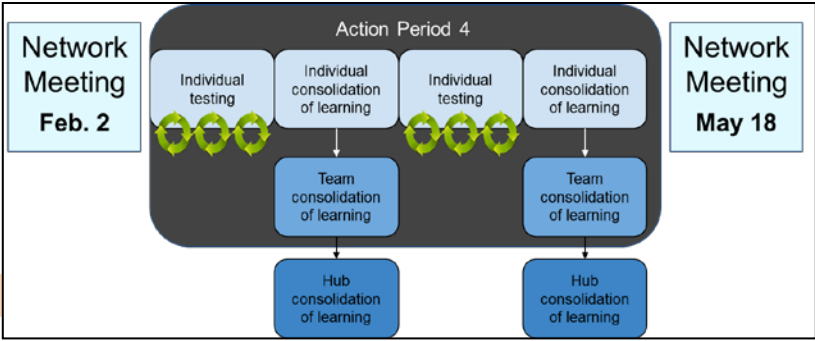 Network
Meeting
Feb. 2
Action Period 4
Individual
testing
Individual
consolidation
of learning
Individual
testing
Individual
consolidation
of learning
Network
Meeting
May 18
Team
consolidation
of learning
Team
consolidation
of learning
Hub
consolidation
of learning
Hub
consolidation
of learning